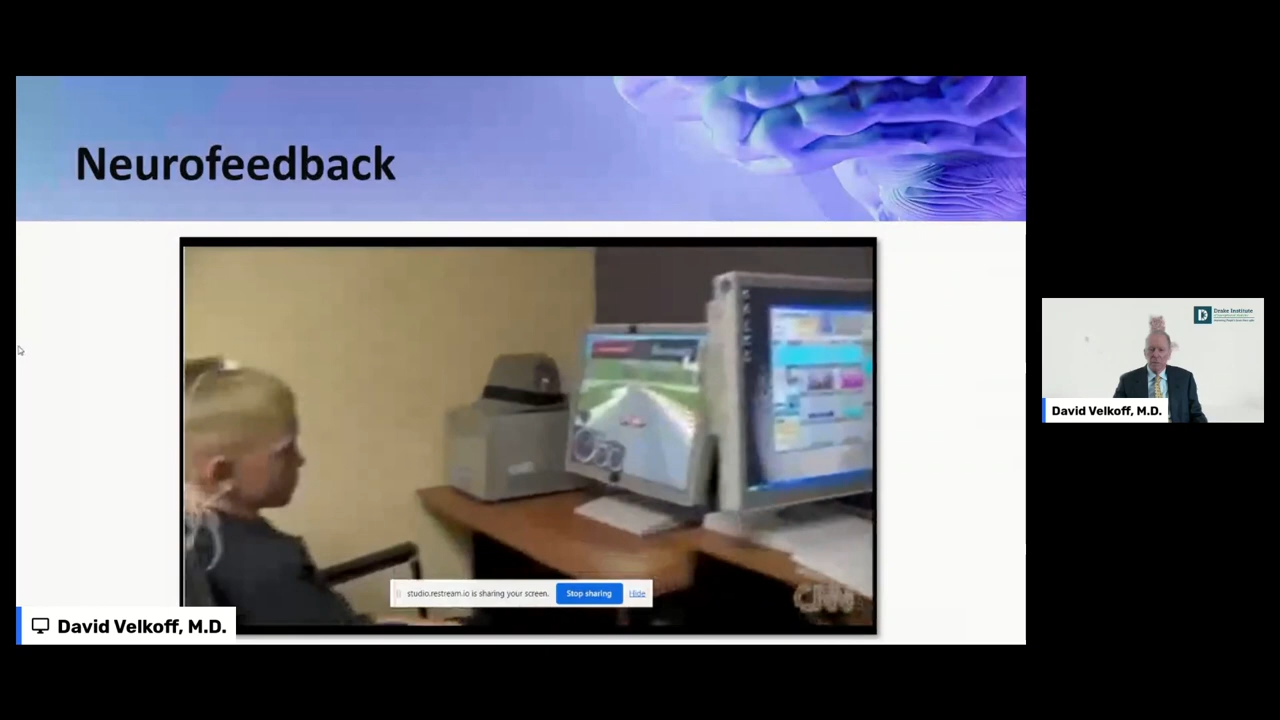 Neurofeedback
studio.restream.io is sharing your screen.
Stop sharing
Hide
CNN
David Velkoff, M.D.
Drake Institute
David Velkoff, M.D.